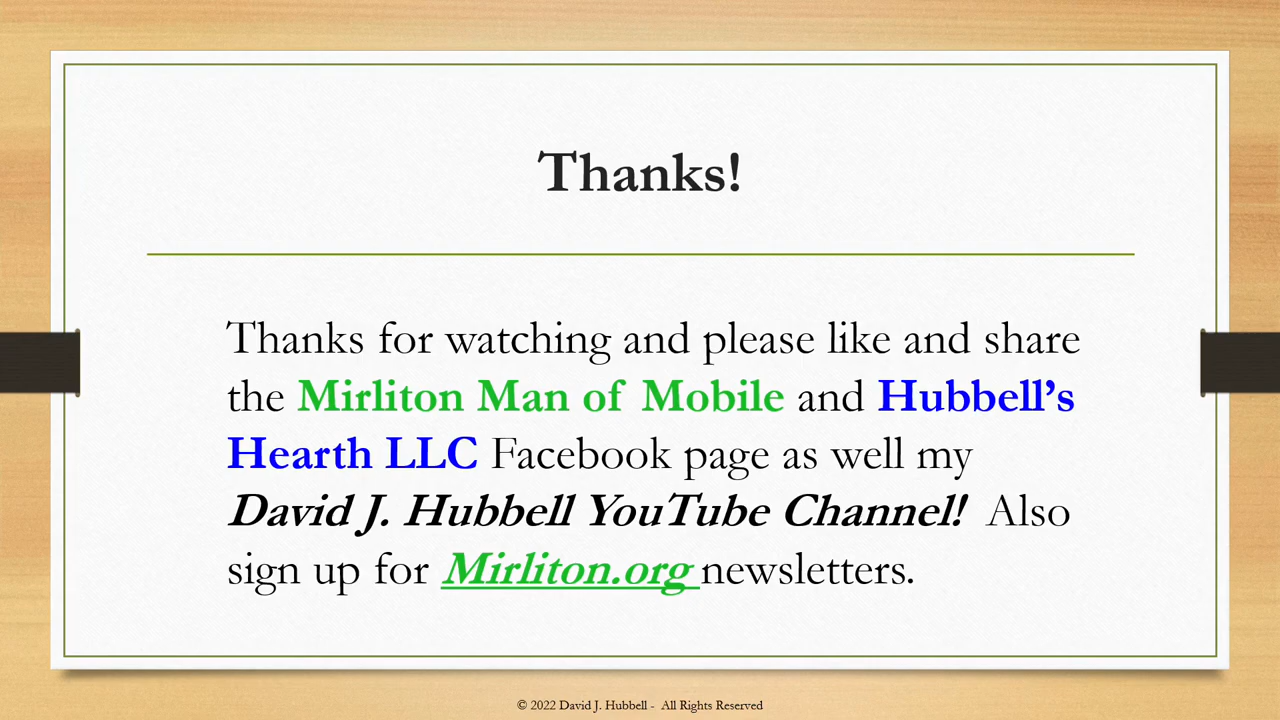 Thanks!
Thanks for watching and please like and share
the Mirliton Man of Mobile and Hubbell’s
Hearth LLC Facebook page as well my
David J. Hubbell YouTube Channel! Also
sign up for Mirliton.org newsletters.
© 2022 David J. Hubbell - All Rights Reserved